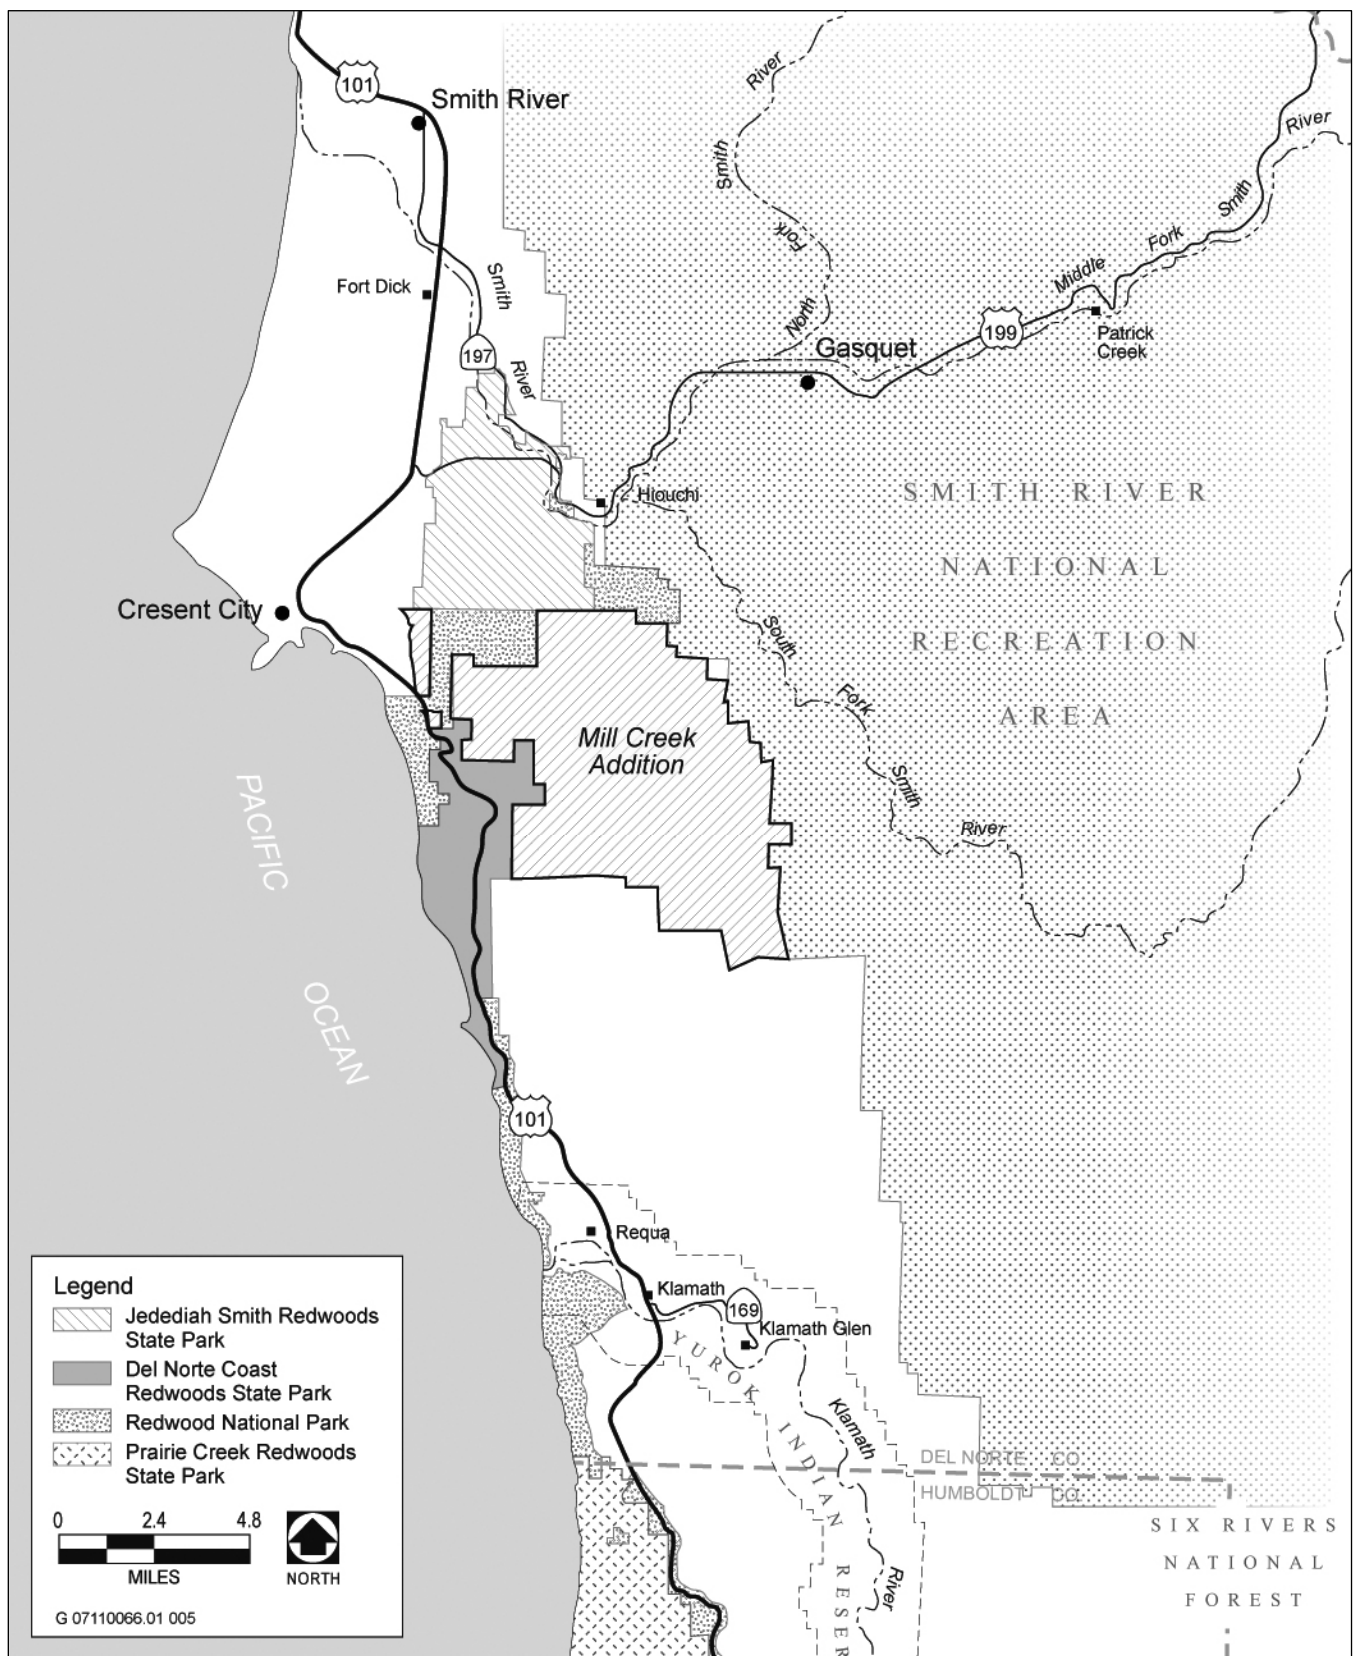 101
Smith River
River
Smith
Fork
North
River
Smith
Fork
Middle
Fort Dick
Smith
River
197
199
Patrick
Creek
Gasquet
Hiouchi
SMITH RIVER
NATIONAL
RECREATION
AREA
Cresent City
South
Fork
Smith
River
Mill Creek
Addition
PACIFIC
OCEAN
101
Requa
Klamath
169
Klamath Glen
YUROK
INDIAN
RESER
Klamath
River
DEL NORTE CO
HUMBOLDT CO
SIX RIVERS
NATIONAL
FOREST
Legend
Jedediah Smith Redwoods
State Park
Del Norte Coast
Redwoods State Park
Redwood National Park
Prairie Creek Redwoods
State Park
0 2.4 4.8
MILES
NORTH
G 07110066.01 005